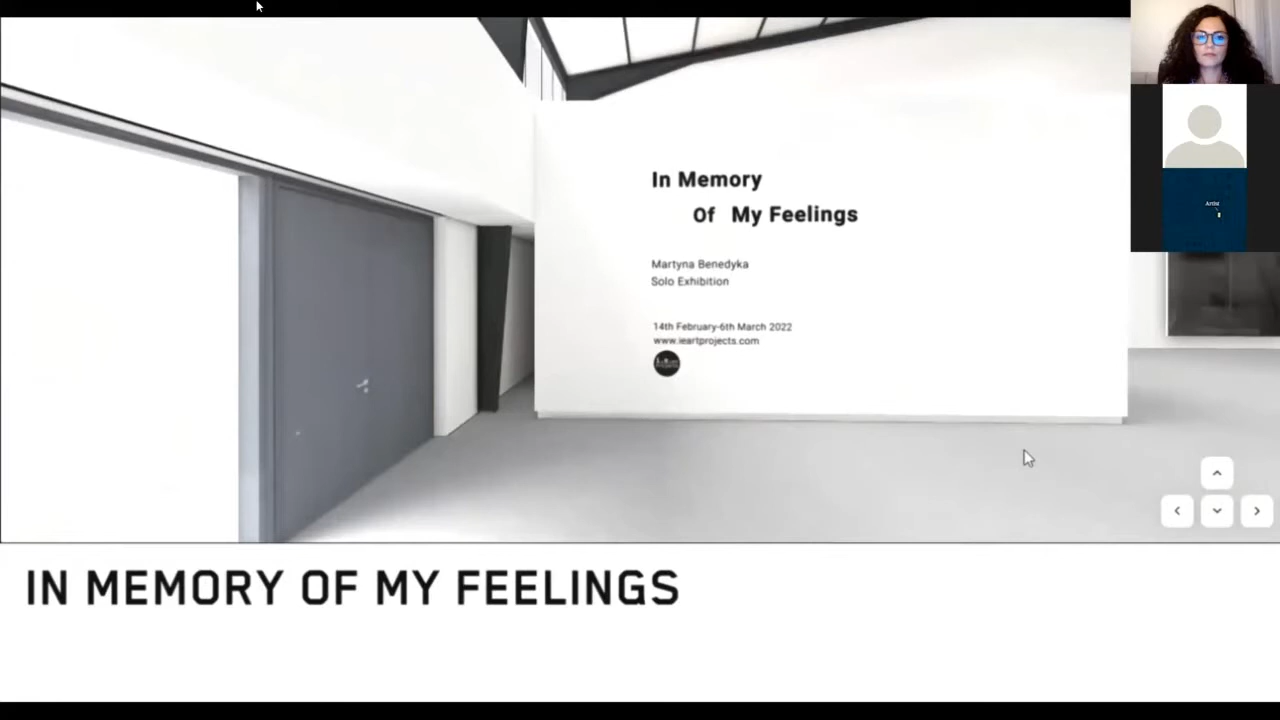 In Memory
Of My Feelings
Martyna Benedyka
Solo Exhibition
14th February-6th March 2022
www.ieartprojects.com
Artist
IN MEMORY OF MY FEELINGS